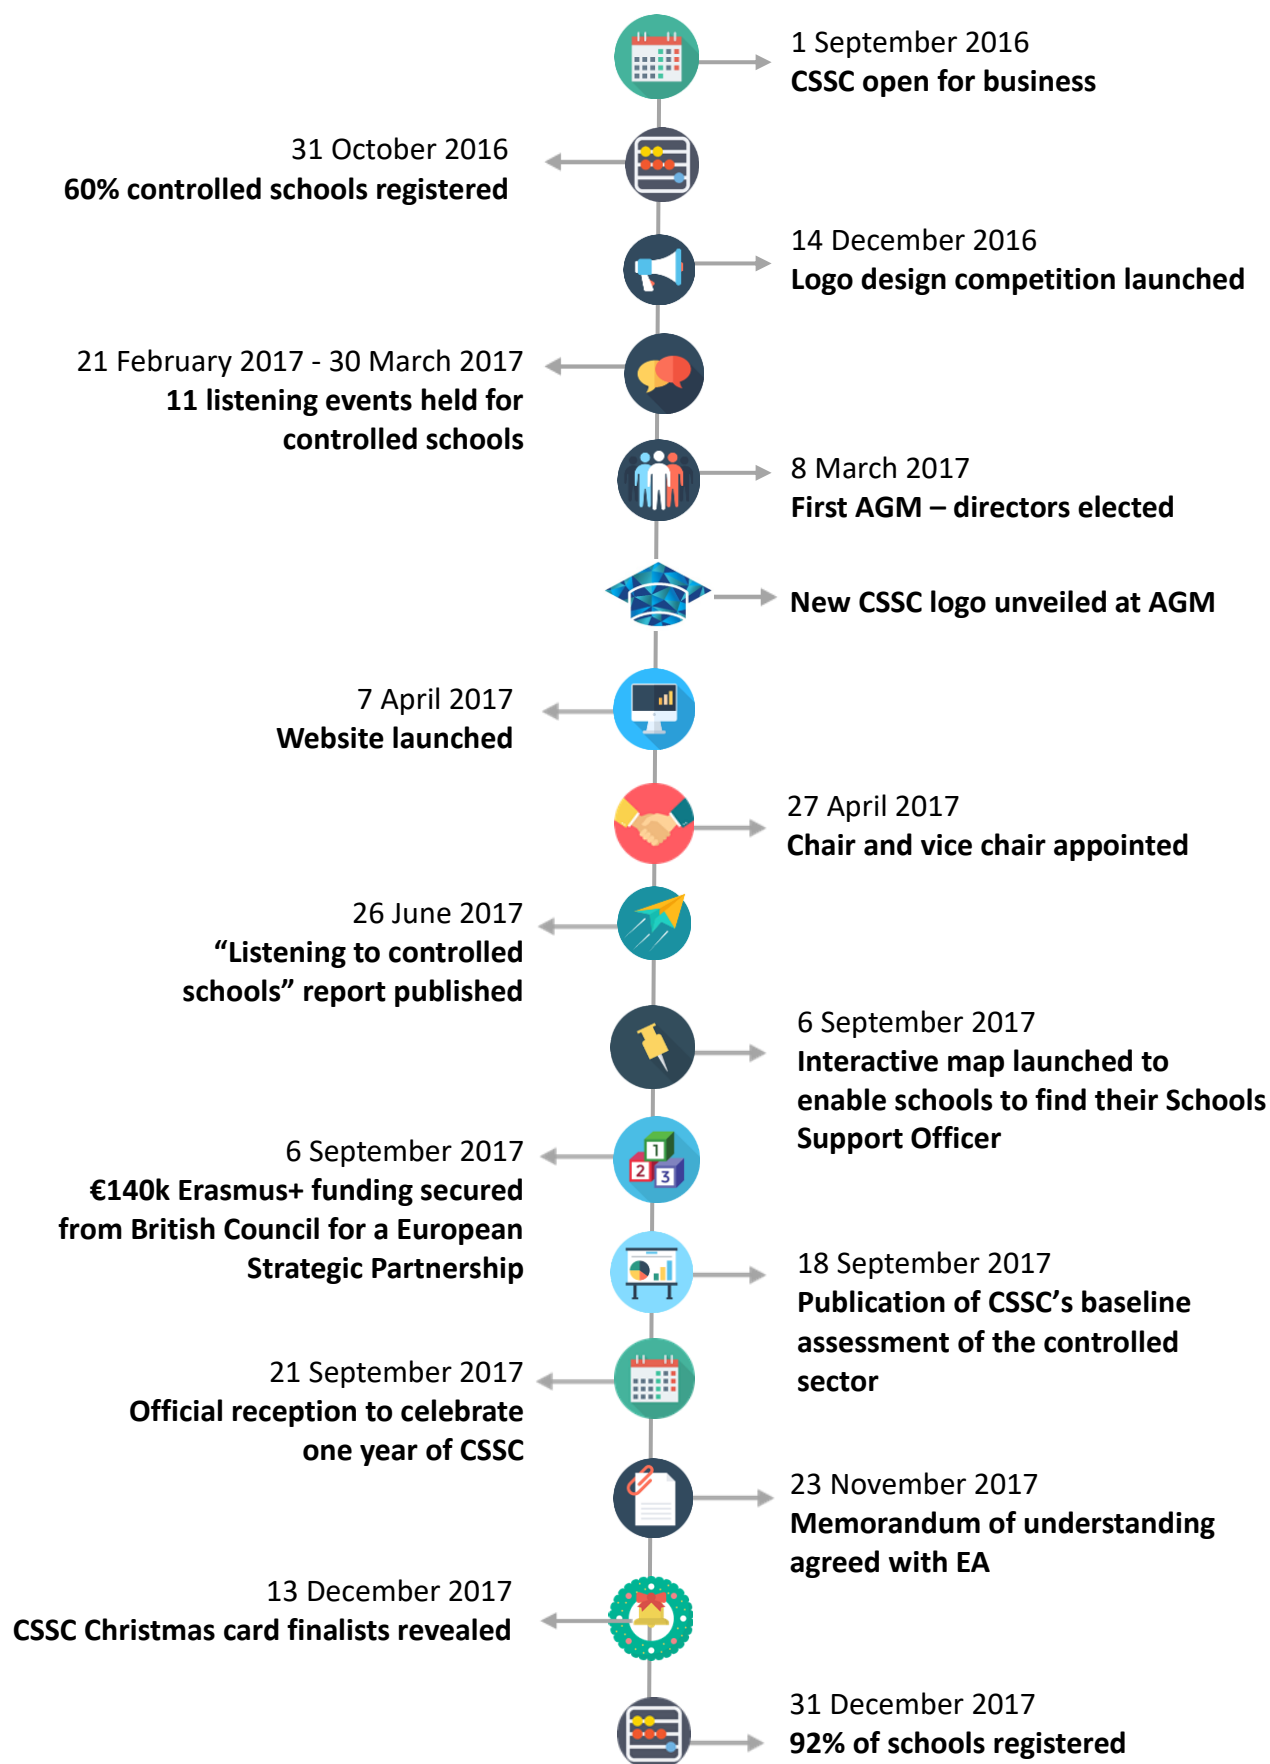 1 September 2016
CSSC open for business
31 October 2016
60% controlled schools registered
14 December 2016
Logo design competition launched
21 February 2017 - 30 March 2017
11 listening events held for
controlled schools
8 March 2017
First AGM – directors elected
New CSSC logo unveiled at AGM
7 April 2017
Website launched
27 April 2017
Chair and vice chair appointed
26 June 2017
“Listening to controlled
schools” report published
6 September 2017
Interactive map launched to
enable schools to find their Schools
Support Officer
6 September 2017
€140k Erasmus+ funding secured
from British Council for a European
Strategic Partnership
1
2 3
18 September 2017
Publication of CSSC’s baseline
assessment of the controlled
sector
21 September 2017
Official reception to celebrate
one year of CSSC
23 November 2017
Memorandum of understanding
agreed with EA
13 December 2017
CSSC Christmas card finalists revealed
31 December 2017
92% of schools registered